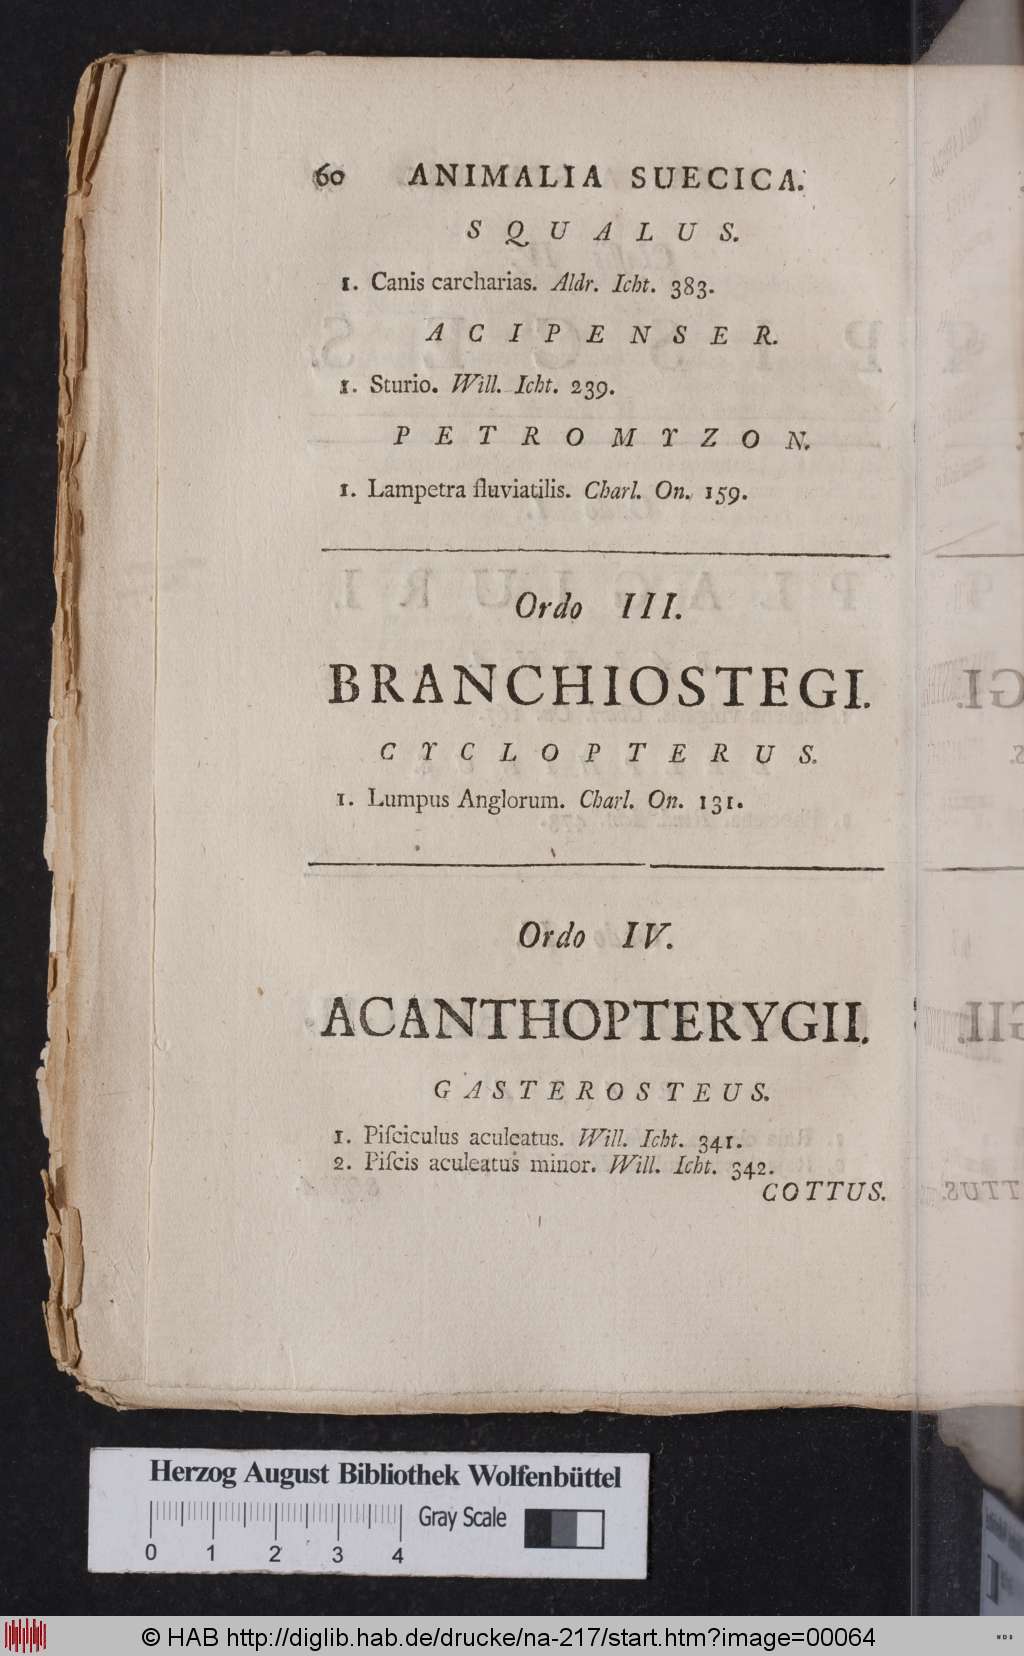 60 ANIMALIA SUECICA.
SQUALUS.
1. Canis carcharias. Aldr. Icht. 383.
ACIPENSER.
1. Sturio. Will. Icht. 239.
PETROMYZON.
1. Lampetra fluviatilis. Charl. On. 159.
Ordo III.
BRANCHIOSTEGI.
CYCLOPTERUS.
1. Lumpus Anglorum. Charl. On. 131.
Ordo IV.
ACANTHOPTERYGII.
GASTEROSTEUS.
1. Piſciculus aculeatus. Will. Icht. 341.
2. Piſcis aculeatus minor. Will. Icht. 342.
COTTUS.
Herzog August Bibliothek Wolfenbüttel
Gray Scale
0 1 2 3 4
© HAB http://diglib.hab.de/drucke/na-217/start.htm?image=00064